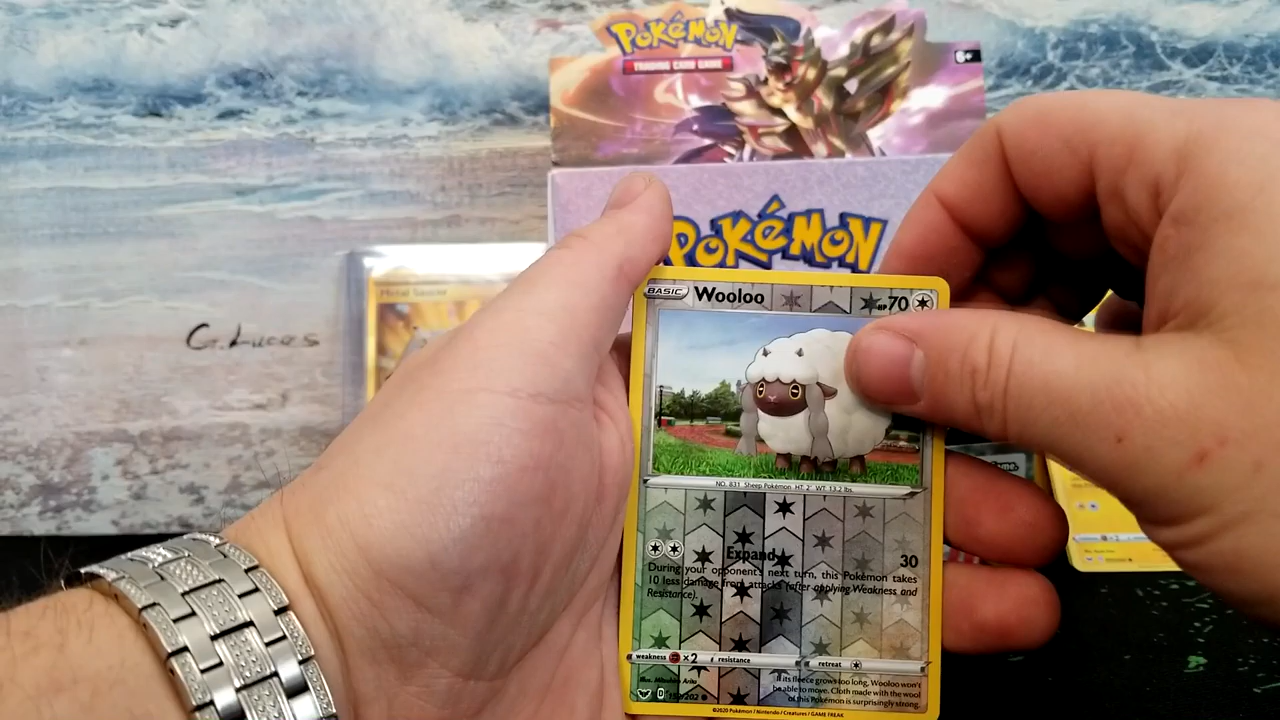 POKéMON
TRADING CARD GAME
6+
POKéMON
Metal Saucer
G. Lucas
BASIC Wooloo HP 70
NO. 831 Sheep Pokémon HT: 2' WT: 13.2 lbs.
Expand 30
During your opponent's next turn, this Pokémon takes
10 less damage from attacks (after applying Weakness and
Resistance).
weakness ×2 resistance retreat
Illus. Mitsuhiro Arita
D /202
If its fleece grows too long, Wooloo won't
be able to move. Cloth made with the wool
of this Pokémon is surprisingly strong.
©2020 Pokémon / Nintendo / Creatures / GAME FREAK
Game.
×2